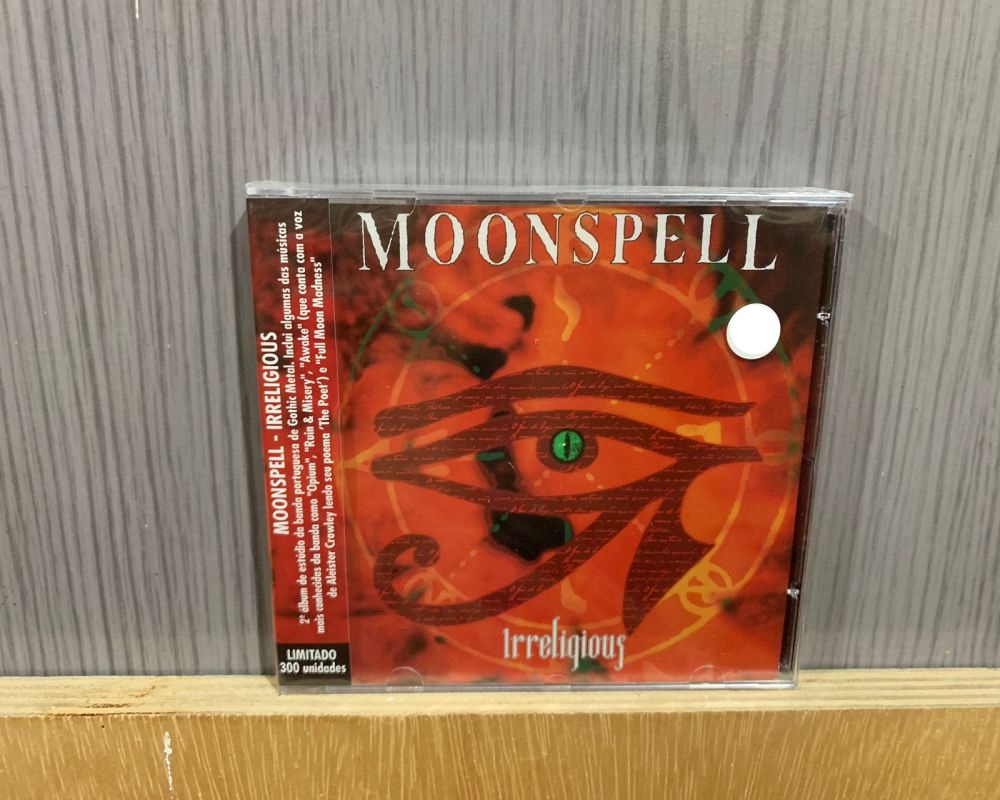 MOONSPELL - IRRELIGIOUS
2º álbum de estúdio da banda portuguesa de Gothic Metal. Inclui algumas das músicas
mais conhecidas da banda como "Opium", "Ruin & Misery", "Awake" (que conta com a voz
de Aleister Crowley lendo seu poema 'The Poet') e "Full Moon Madness"
LIMITADO
300 unidades
MOONSPELL
Irreligious